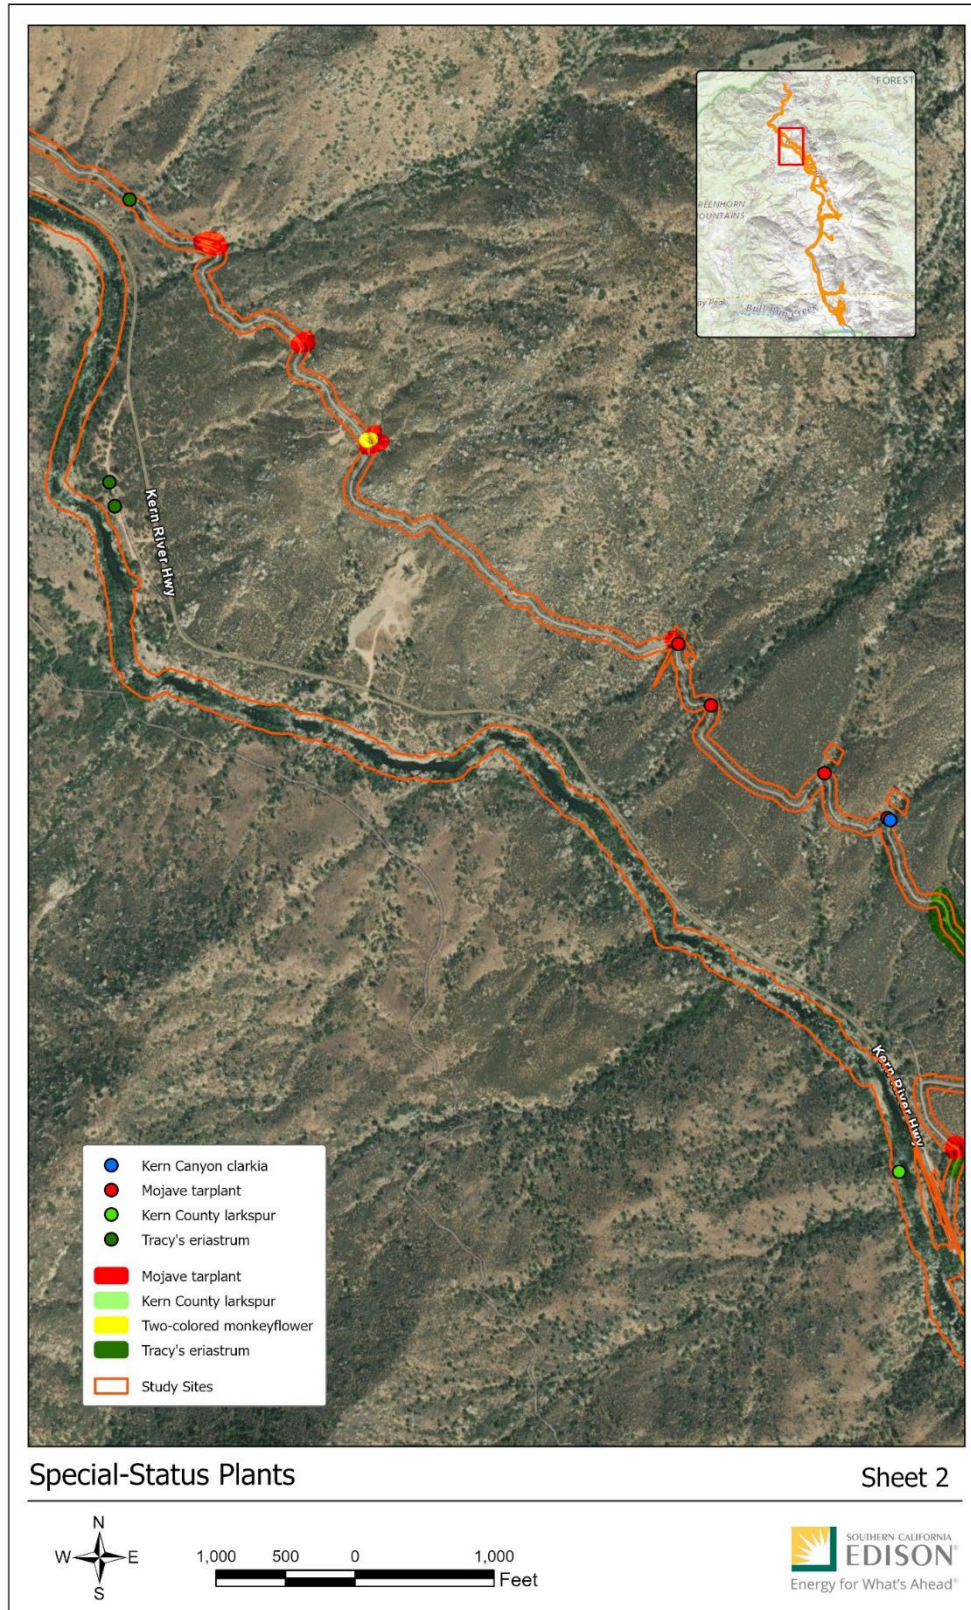 FOREST
REENHORN
OUNTAINS
ay Peak
Bull Run Creek
Kern River Hwy
Kern River Hwy
Kern Canyon clarkia
Mojave tarplant
Kern County larkspur
Tracy's eriastrum
Mojave tarplant
Kern County larkspur
Two-colored monkeyflower
Tracy's eriastrum
Study Sites
Special-Status Plants
Sheet 2
N
W E
S
1,000 500 0 1,000
Feet
SOUTHERN CALIFORNIA
EDISON®
Energy for What's Ahead®